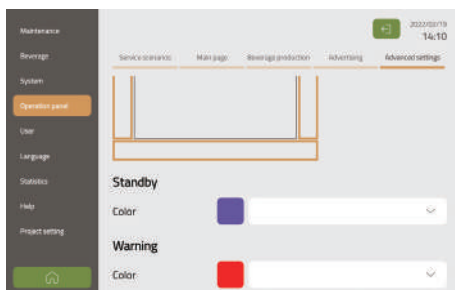 Maintenance
Beverage
System
Operation panel
User
Language
Statistics
Help
Project setting
2022/03/19
14:10
Service scenarios
Main page
Beverage production
Advertising
Advanced settings
Standby
Color
Warning
Color